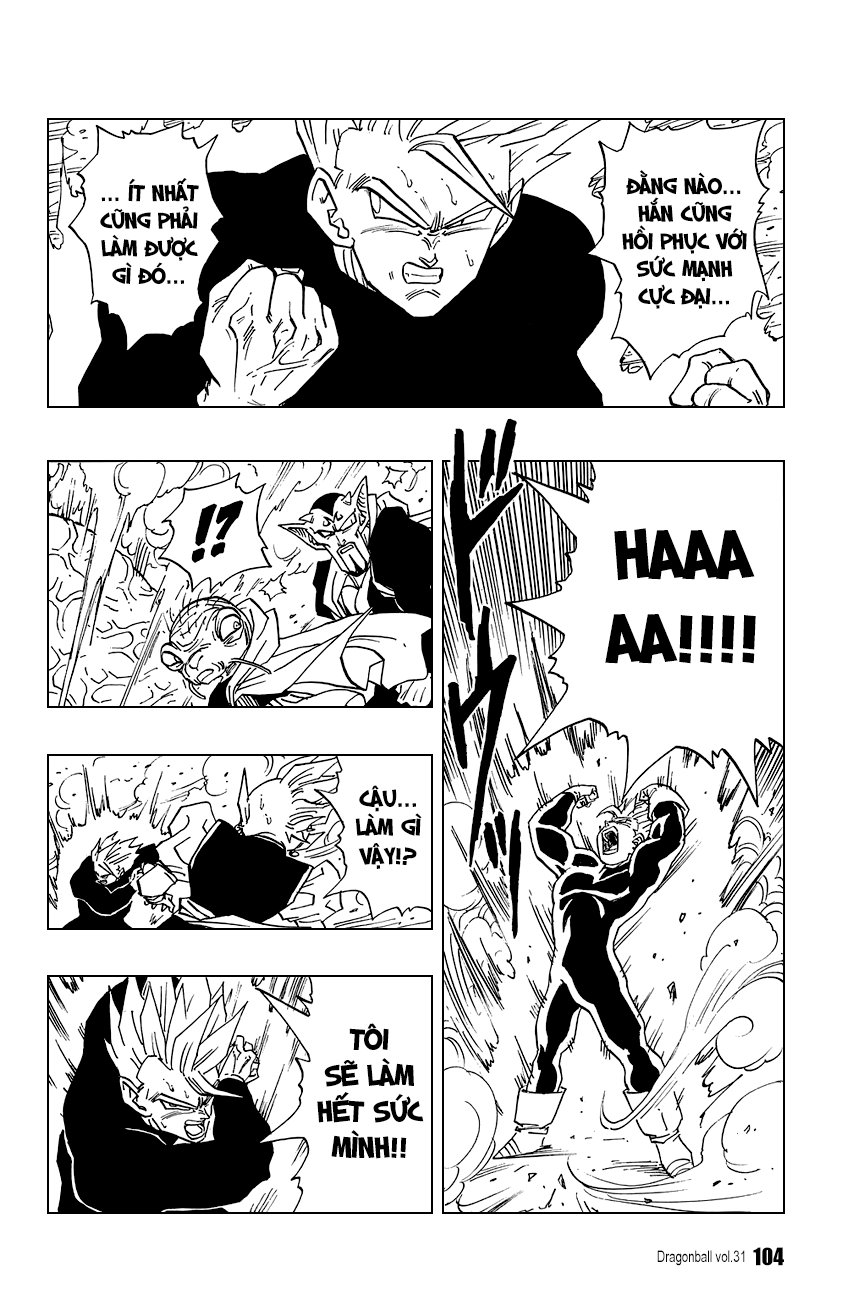 ĐẰNG NÀO...
HẮN CŨNG
HỒI PHỤC VỚI
SỨC MẠNH
CỰC ĐẠI...
... ÍT NHẤT
CŨNG PHẢI
LÀM ĐƯỢC
GÌ ĐÓ...
HAAA
AA!!!!
!?
CẬU...
LÀM GÌ
VẬY!?
TÔI
SẼ LÀM
HẾT SỨC
MÌNH!!
Dragonball vol.31 104